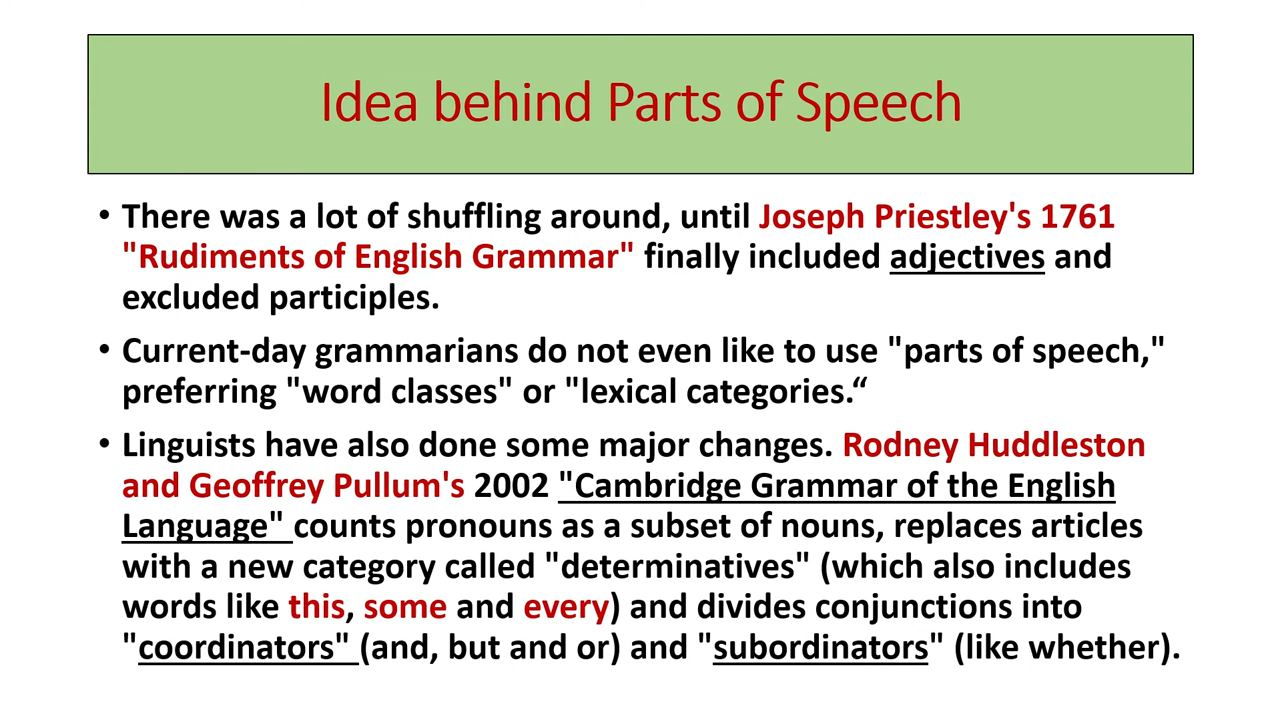 Idea behind Parts of Speech
• There was a lot of shuffling around, until Joseph Priestley's 1761
"Rudiments of English Grammar" finally included adjectives and
excluded participles.
• Current-day grammarians do not even like to use "parts of speech,"
preferring "word classes" or "lexical categories.“
• Linguists have also done some major changes. Rodney Huddleston
and Geoffrey Pullum's 2002 "Cambridge Grammar of the English
Language" counts pronouns as a subset of nouns, replaces articles
with a new category called "determinatives" (which also includes
words like this, some and every) and divides conjunctions into
"coordinators" (and, but and or) and "subordinators" (like whether).